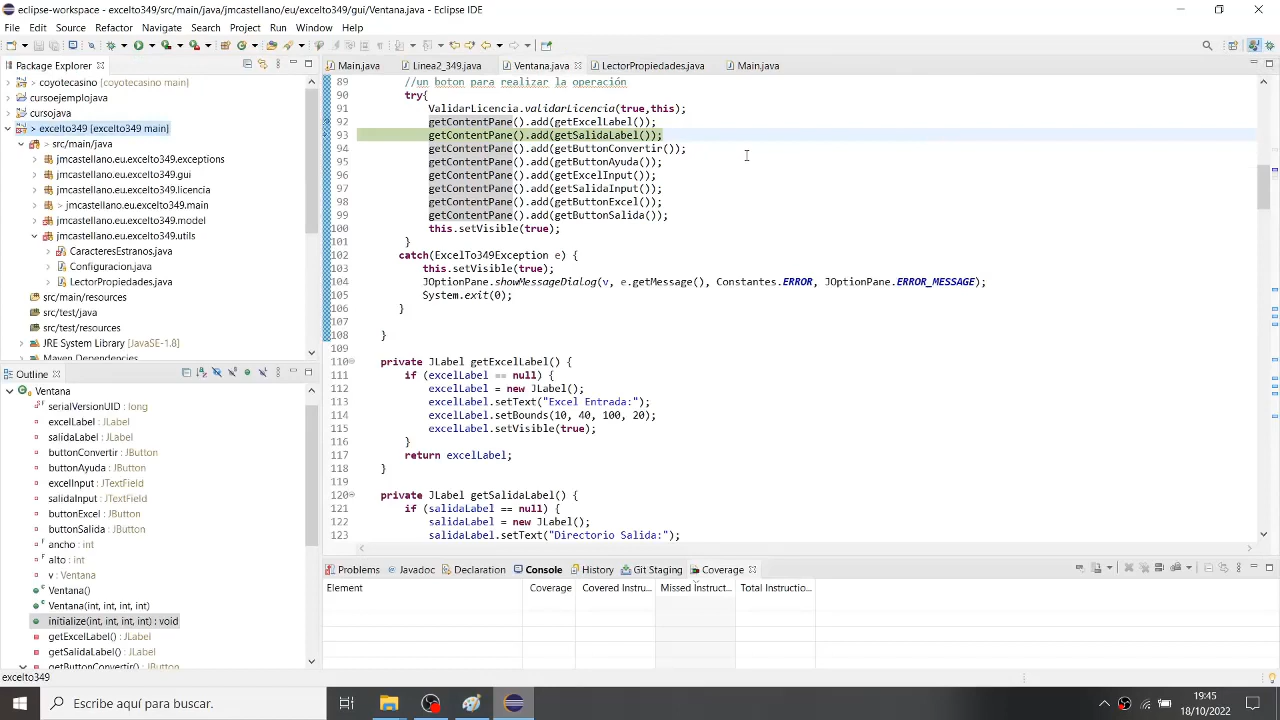 eclipse-workspace - excelto349/src/main/java/jmcastellano/eu/excelto349/gui/Ventana.java - Eclipse IDE
File Edit Source Refactor Navigate Search Project Run Window Help
Package Explorer
coyotecasino [coyotecasino main]
cursoejemplojava
cursojava
excelto349 [excelto349 main]
src/main/java
jmcastellano.eu.excelto349.exceptions
jmcastellano.eu.excelto349.gui
jmcastellano.eu.excelto349.licencia
jmcastellano.eu.excelto349.main
jmcastellano.eu.excelto349.model
jmcastellano.eu.excelto349.utils
CaracteresEstranos.java
Configuracion.java
LectorPropiedades.java
src/main/resources
src/test/java
src/test/resources
JRE System Library [JavaSE-1.8]
Maven Dependencies
Outline
Ventana
serialVersionUID : long
excelLabel : JLabel
salidaLabel : JLabel
buttonConvertir : JButton
buttonAyuda : JButton
excelInput : JTextField
salidaInput : JTextField
buttonExcel : JButton
buttonSalida : JButton
ancho : int
alto : int
v : Ventana
Ventana()
Ventana(int, int, int, int)
initialize(int, int, int, int) : void
getExcelLabel() : JLabel
getSalidaLabel() : JLabel
getButtonConvertir() : JButton
Main.java Linea2_349.java Ventana.java LectorPropiedades.java Main.java
89 //un boton para realizar la operación
90 try{
91 ValidarLicencia.validarLicencia(true,this);
92 getContentPane().add(getExcelLabel());
93 getContentPane().add(getSalidaLabel());
94 getContentPane().add(getButtonConvertir());
95 getContentPane().add(getButtonAyuda());
96 getContentPane().add(getExcelInput());
97 getContentPane().add(getSalidaInput());
98 getContentPane().add(getButtonExcel());
99 getContentPane().add(getButtonSalida());
100 this.setVisible(true);
101 }
102 catch(ExcelTo349Exception e) {
103 this.setVisible(true);
104 JOptionPane.showMessageDialog(v, e.getMessage(), Constantes.ERROR, JOptionPane.ERROR_MESSAGE);
105 System.exit(0);
106 }
107
108 }
109
110 private JLabel getExcelLabel() {
111 if (excelLabel == null) {
112 excelLabel = new JLabel();
113 excelLabel.setText("Excel Entrada:");
114 excelLabel.setBounds(10, 40, 100, 20);
115 excelLabel.setVisible(true);
116 }
117 return excelLabel;
118 }
119
120 private JLabel getSalidaLabel() {
121 if (salidaLabel == null) {
122 salidaLabel = new JLabel();
123 salidaLabel.setText("Directorio Salida:");
Problems Javadoc Declaration Console History Git Staging Coverage
Element Coverage Covered Instru... Missed Instruct... Total Instructio...
excelto349
Escribe aquí para buscar.
19:45
18/10/2022